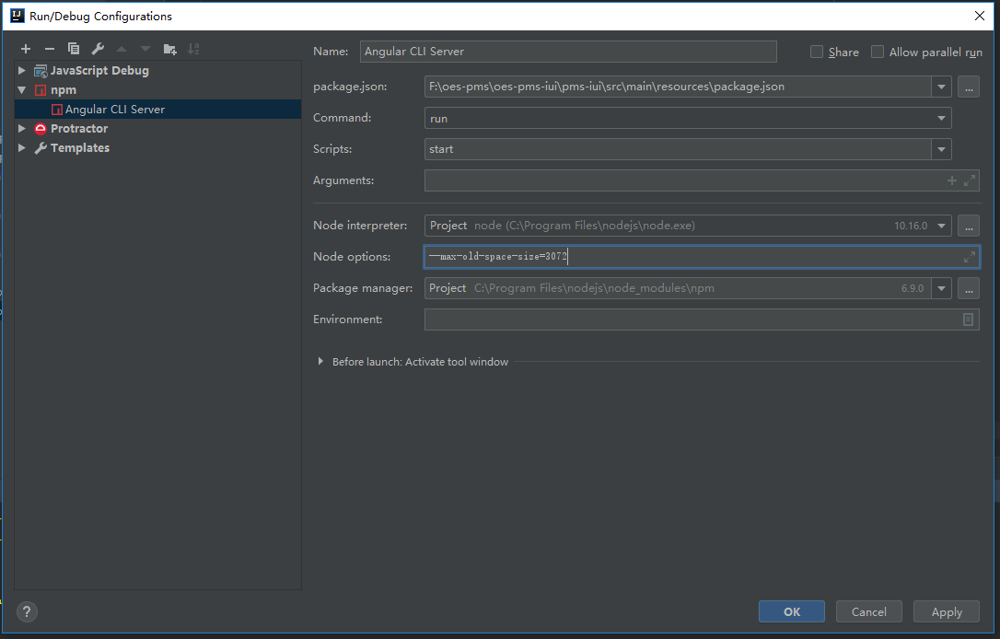 Run/Debug Configurations
JavaScript Debug
npm
Angular CLI Server
Protractor
Templates
Name: Angular CLI Server Share Allow parallel run
package.json: F:\oes-pms\oes-pms-iui\pms-iui\src\main\resources\package.json ...
Command: run
Scripts: start
Arguments:
Node interpreter: Project node (C:\Program Files\nodejs\node.exe) 10.16.0 ...
Node options: --max-old-space-size=3072
Package manager: Project C:\Program Files\nodejs\node_modules\npm 6.9.0 ...
Environment:
Before launch: Activate tool window
? OK Cancel Apply